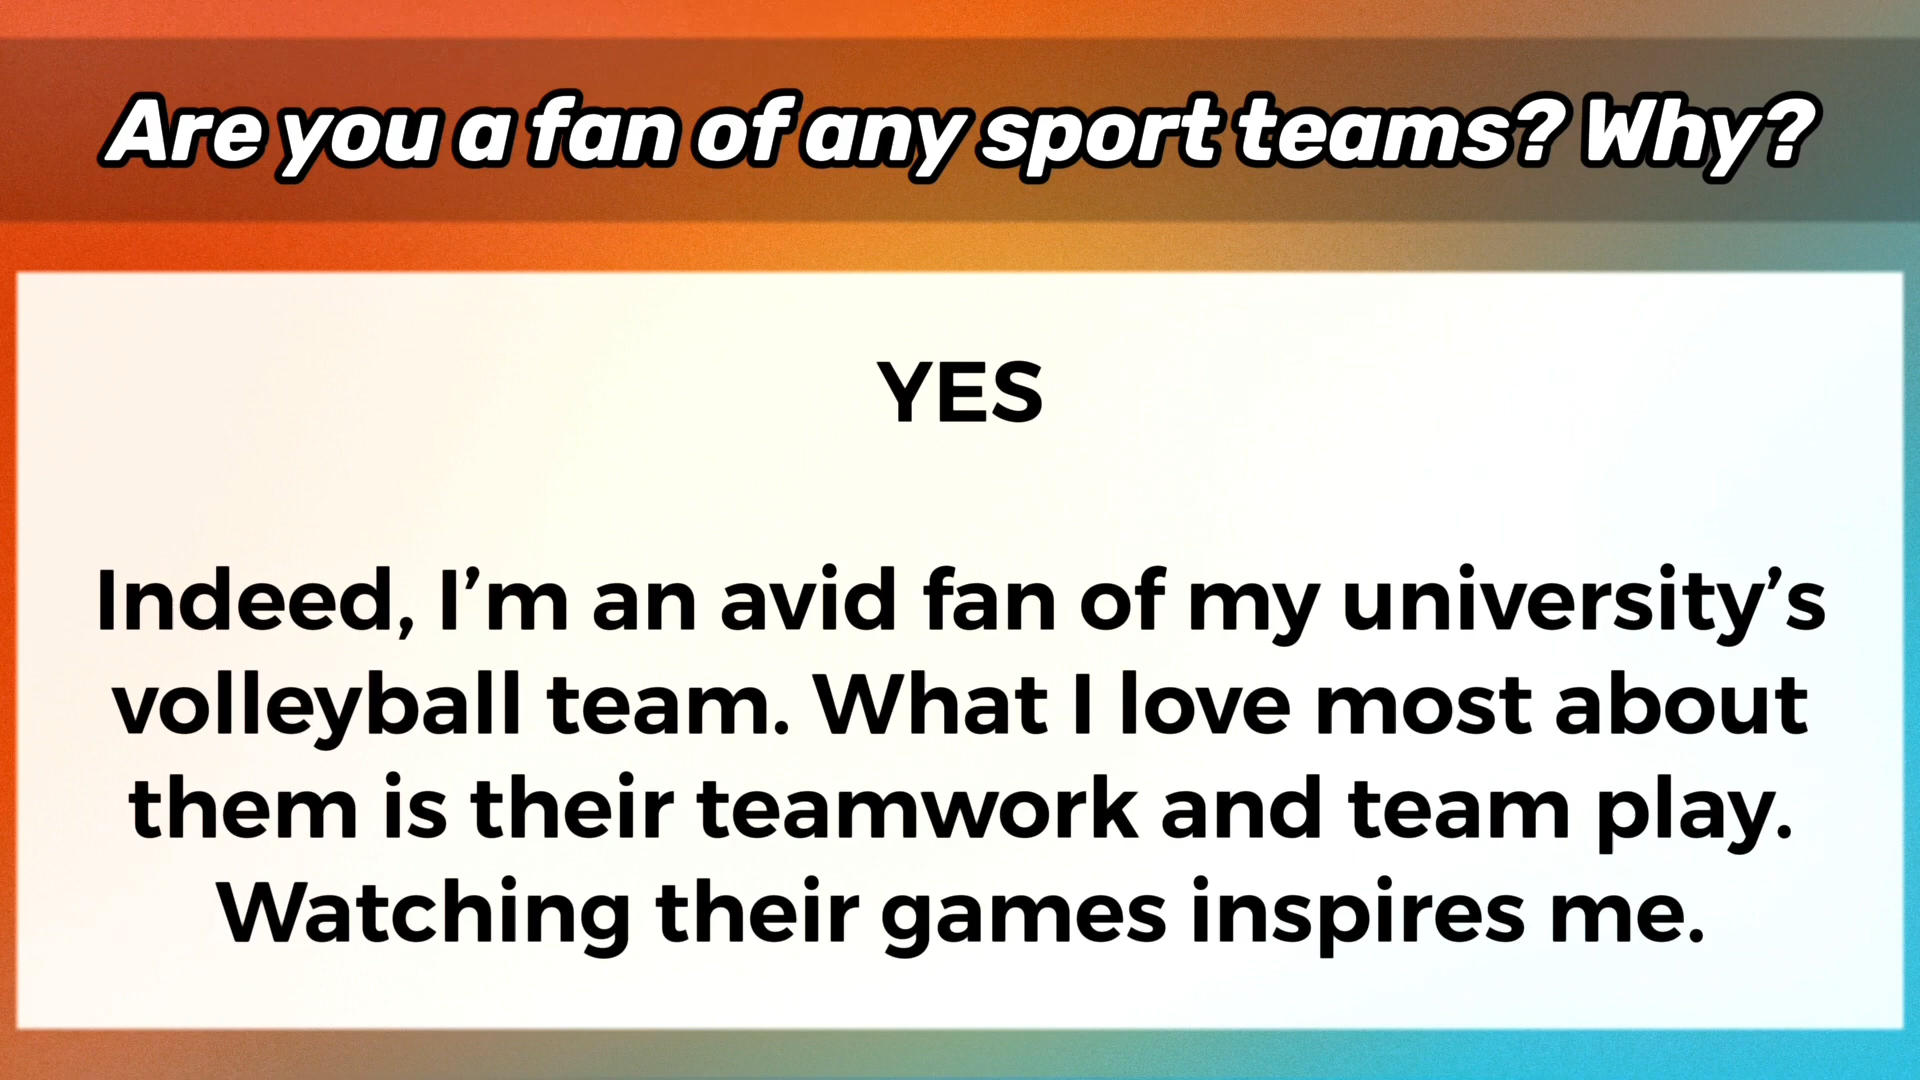 Are you a fan of any sport teams? Why?
YES
Indeed, I’m an avid fan of my university’s
volleyball team. What I love most about
them is their teamwork and team play.
Watching their games inspires me.